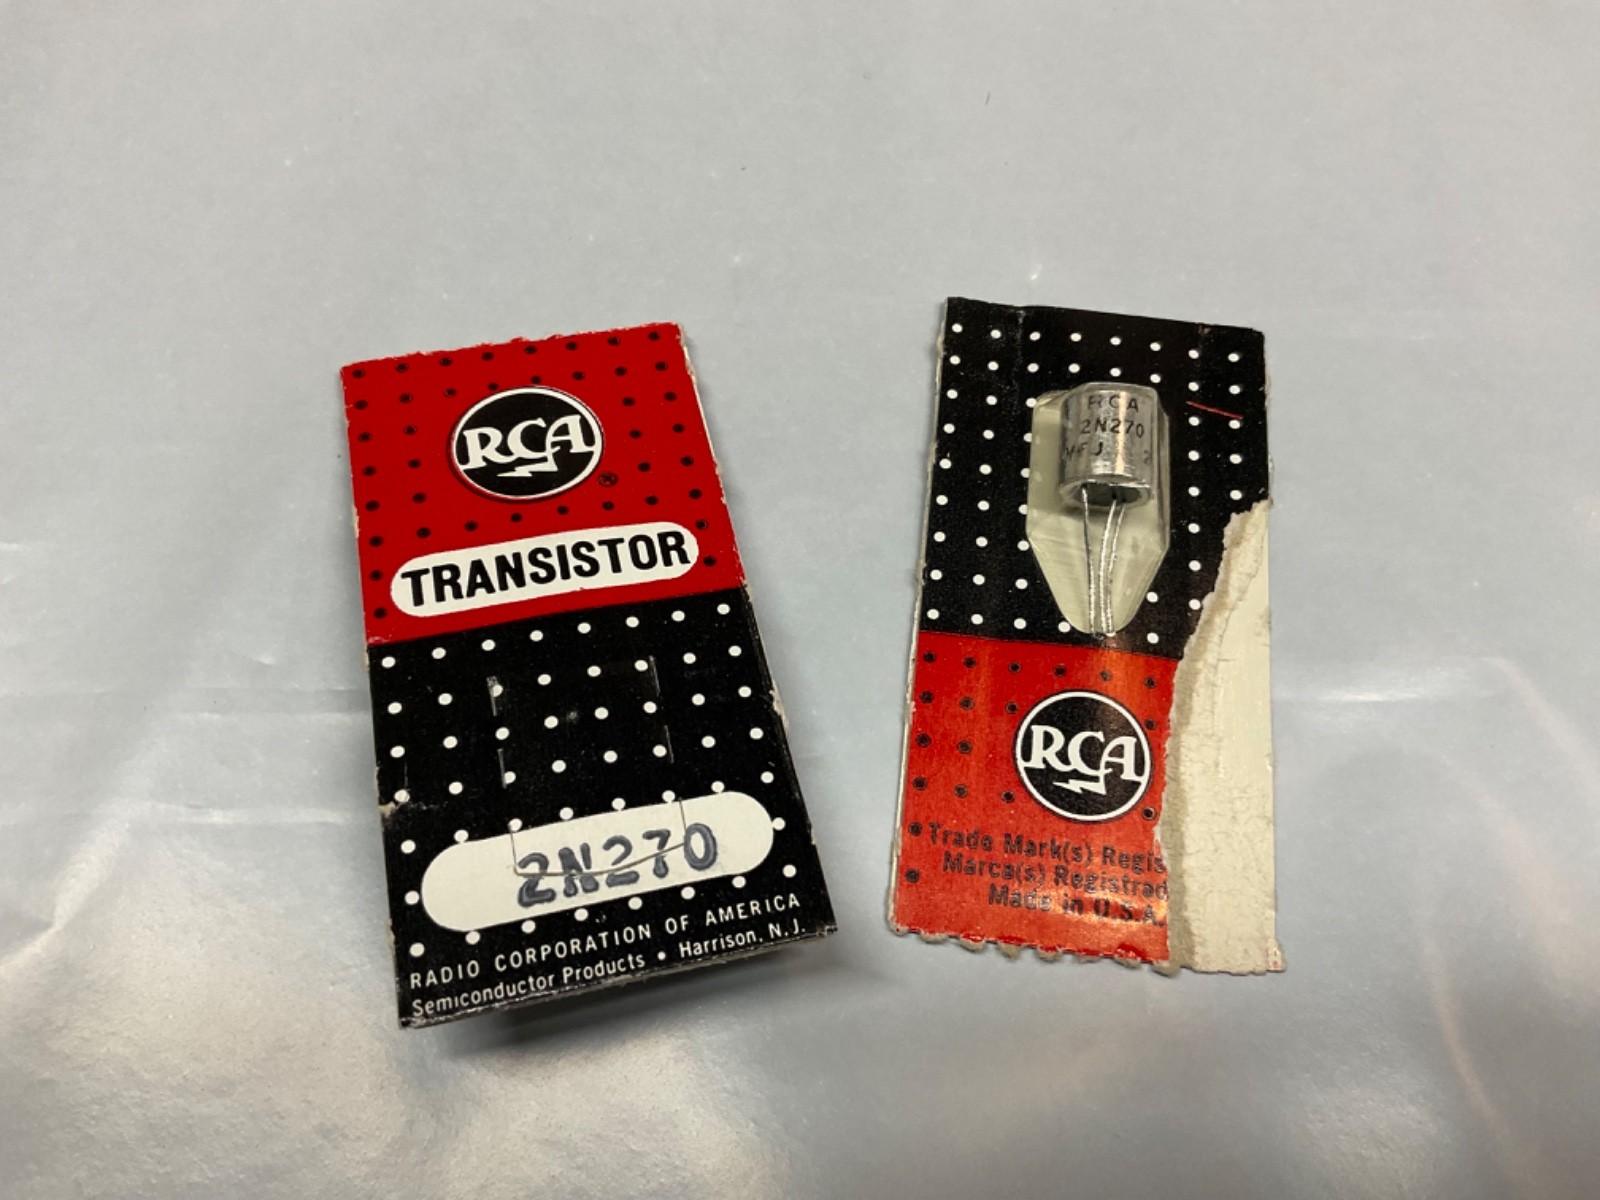 RCA
®
TRANSISTOR
2N270
RADIO CORPORATION OF AMERICA
Semiconductor Products • Harrison, N. J.
RCA
2N270
RCA
Trade Mark(s) Regis
Marca(s) Registrad
Made in U.S.A.